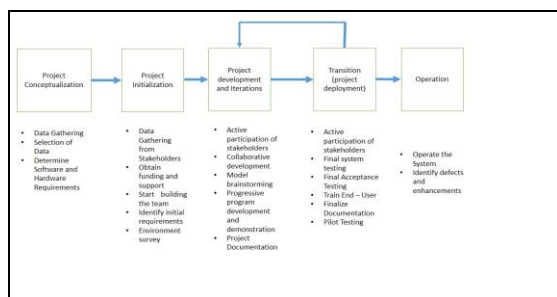 Project
Conceptualization
Project
Initialization
Project
development
and Iterations
Transition
(project
deployment)
Operation
• Data Gathering
• Selection of
Data
• Determine
Software and
Hardware
Requirements
• Data
Gathering
from
Stakeholders
• Obtain
funding and
support
• Start building
the team
• Identify Initial
requirements
• Environment
survey
• Active
participation of
stakeholders
• Collaborative
development
• Model
brainstorming
• Progressive
program
development
and
demonstration
• Project
Documentation
• Active
participation of
stakeholders
• Final system
testing
• Final Acceptance
Testing
• Train End – User
• Finalize
Documentation
• Pilot Testing
• Operate the
System
• Identify defects
and
enhancements